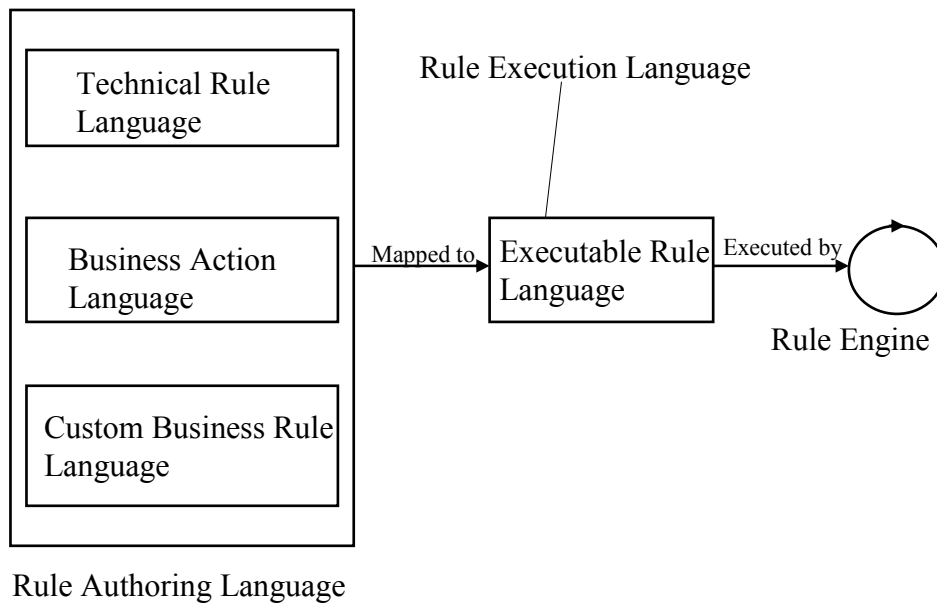 Technical Rule
Language
Rule Execution Language
Business Action
Language
Mapped to
Executable Rule
Language
Executed by
Rule Engine
Custom Business Rule
Language
Rule Authoring Language